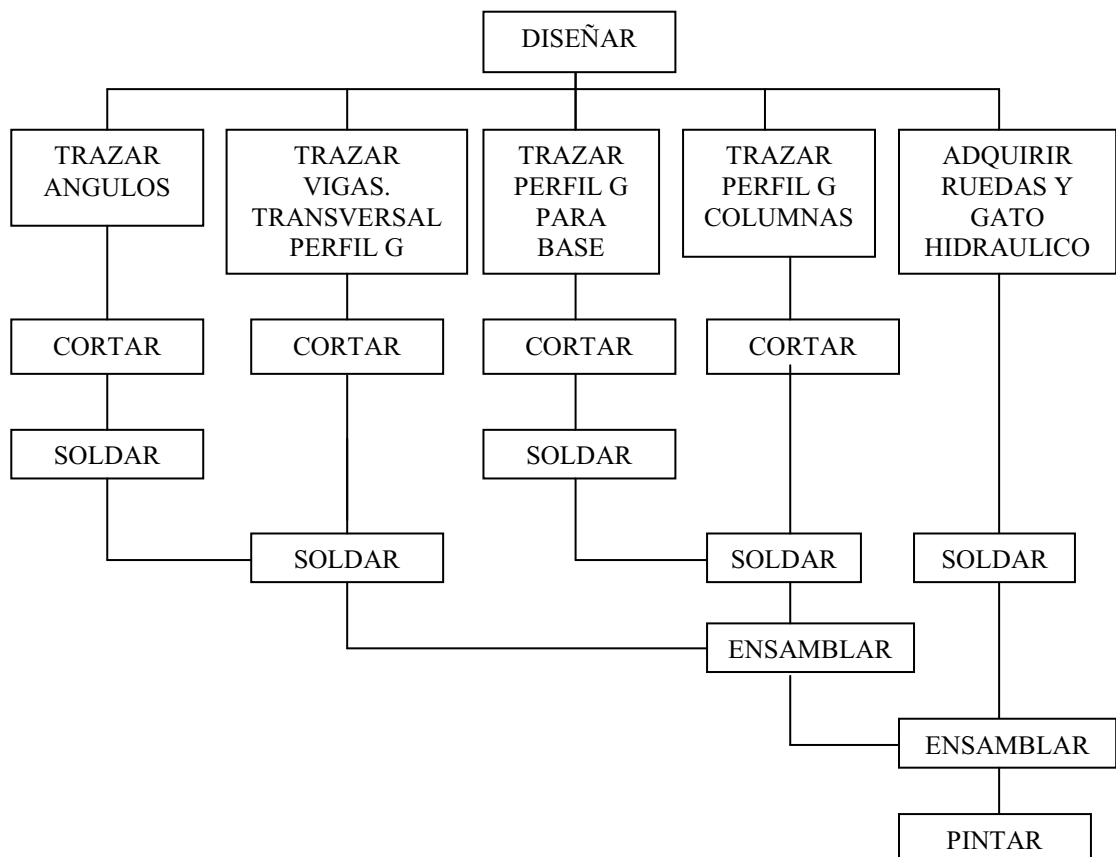 DISEÑAR
TRAZAR
ANGULOS
TRAZAR
VIGAS.
TRANSVERSAL
PERFIL G
TRAZAR
PERFIL G
PARA
BASE
TRAZAR
PERFIL G
COLUMNAS
ADQUIRIR
RUEDAS Y
GATO
HIDRAULICO
CORTAR
CORTAR
CORTAR
CORTAR
SOLDAR
SOLDAR
SOLDAR
SOLDAR
SOLDAR
ENSAMBLAR
ENSAMBLAR
PINTAR